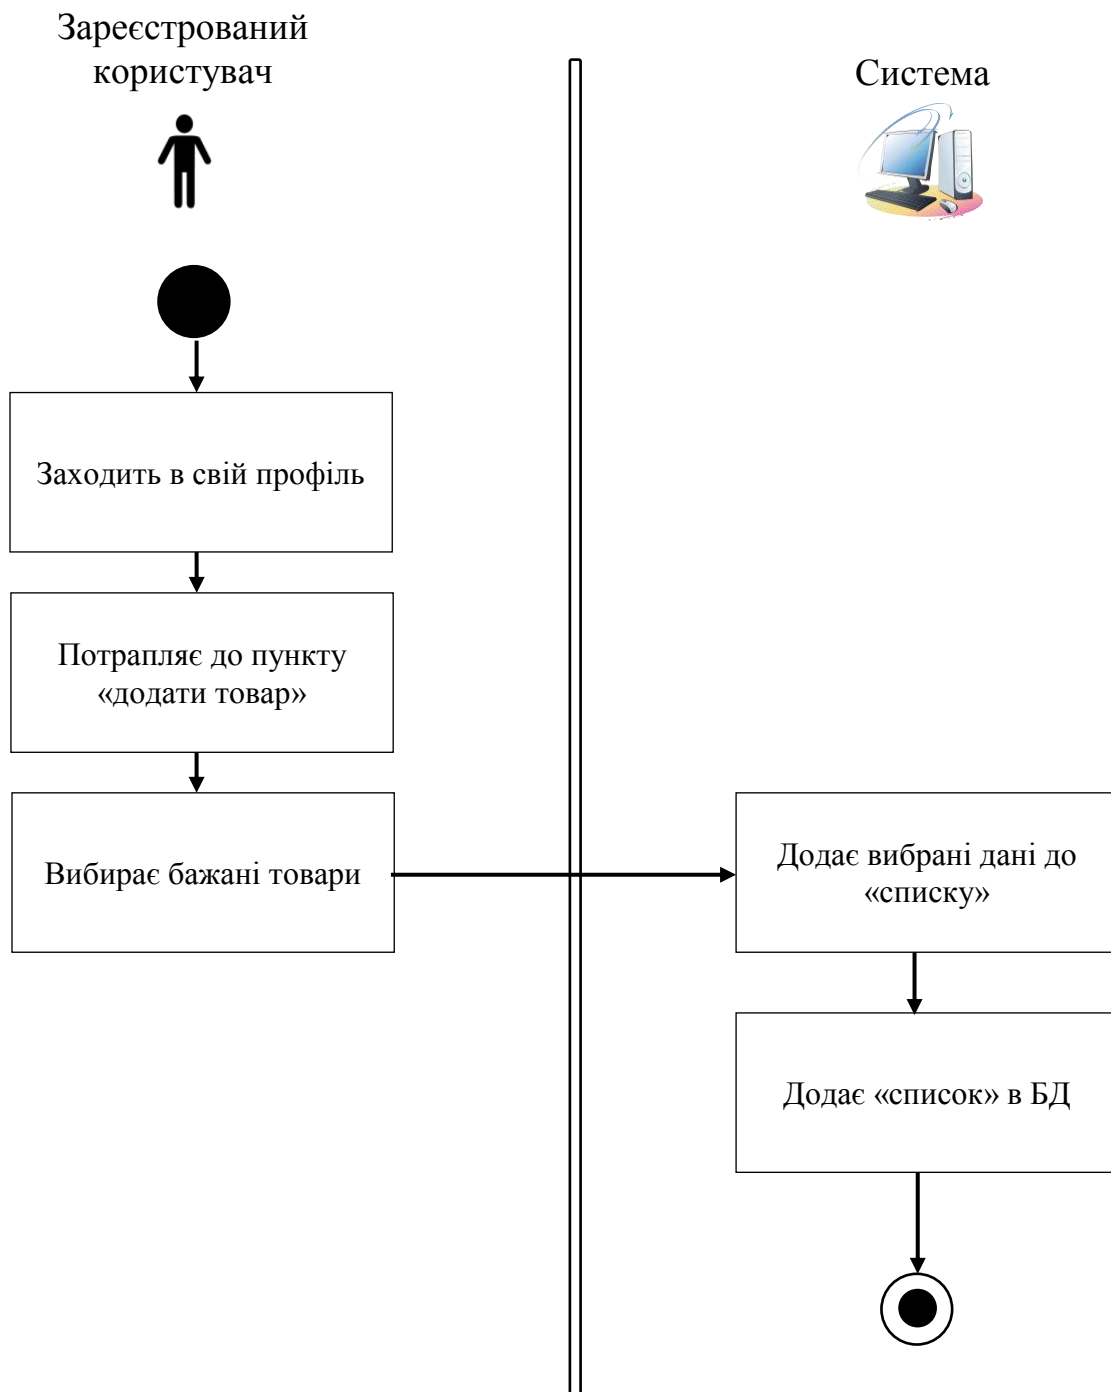 Зареєстрований
користувач
Система
Заходить в свій профіль
Потрапляє до пункту
«додати товар»
Вибирає бажані товари
Додає вибрані дані до
«списку»
Додає «список» в БД